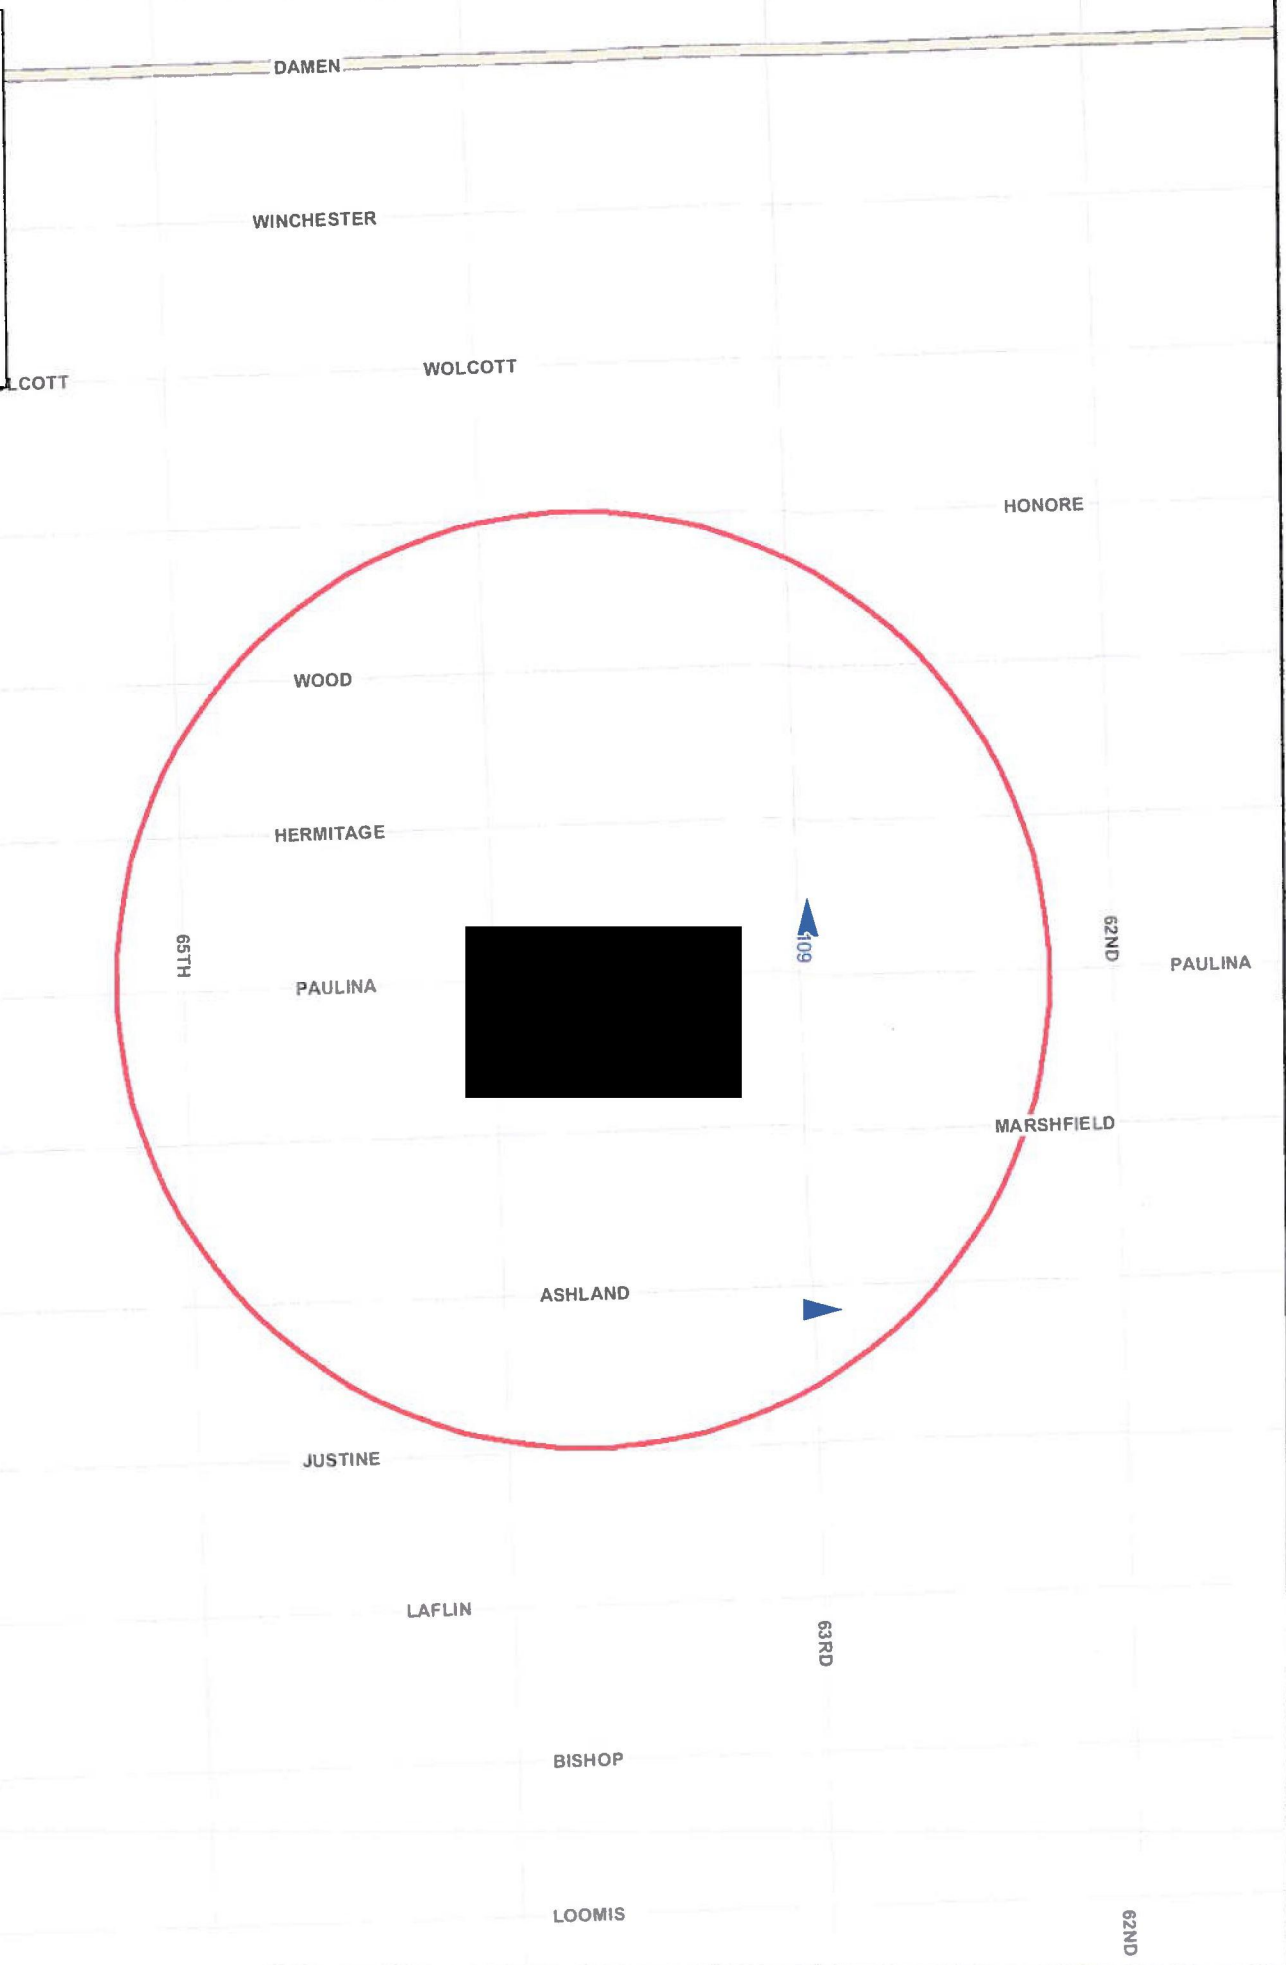 DAMEN
WINCHESTER
WOLCOTT
LCOTT
HONORE
WOOD
HERMITAGE
109
65TH
62ND
PAULINA
PAULINA
MARSHFIELD
ASHLAND
JUSTINE
LAFLIN
63RD
BISHOP
LOOMIS
62ND